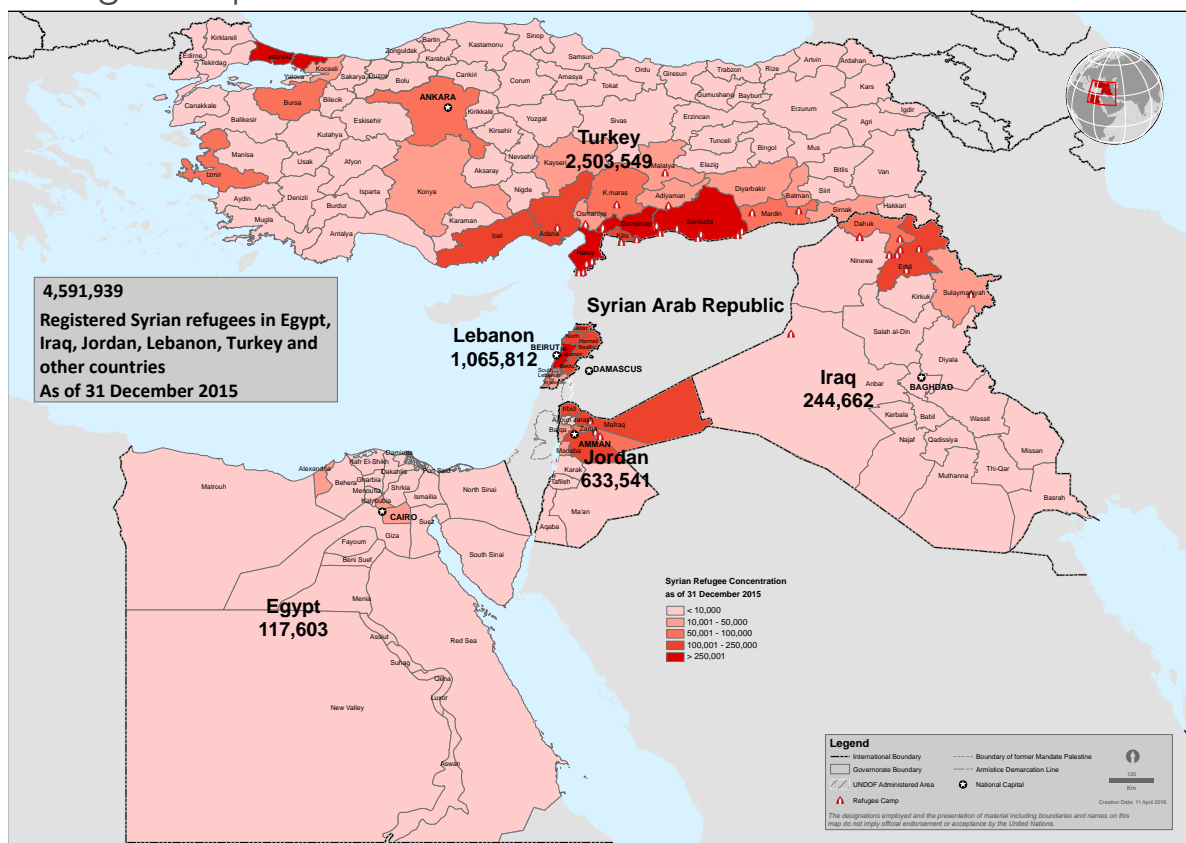 Kirklareli
Edirne
Tekirdag
Istanbul
Kocaeli
Yalova
Sakarya
Duzce
Zonguldak
Bartin
Karabuk
Kastamonu
Sinop
Bolu
Cankiri
Samsun
Corum
Amasya
Tokat
Ordu
Giresun
Trabzon
Rize
Artvin
Ardahan
Kars
Gumushane
Bayburt
Erzurum
Igdir
Agri
Canakkale
Balikesir
Bursa
Bilecik
Eskisehir
Kutahya
ANKARA
Kirikkale
Yozgat
Sivas
Erzincan
Tunceli
Bingol
Mus
Kirsehir
Turkey
2,503,549
Izmir
Manisa
Usak
Afyon
Konya
Aksaray
Nevsehir
Kayseri
Malatya
Elazig
Bitlis
Van
Nigde
K.maras
Adiyaman
Diyarbakir
Batman
Siirt
Hakkari
Aydin
Denizli
Isparta
Burdur
Mugla
Antalya
Karaman
Icel
Adana
Osmaniye
Gaziantep
Kilis
Sanliurfa
Mardin
Sirnak
Hatay
4,591,939
Registered Syrian refugees in Egypt,
Iraq, Jordan, Lebanon, Turkey and
other countries
As of 31 December 2015
Syrian Arab Republic
DAMASCUS
Lebanon
1,065,812
BEIRUT
Akkar
North
Bekaa
South
Lebanon
Dahuk
Ninewa
Erbil
Sulaymaniyah
Kirkuk
Salah al-Din
Diyala
Iraq
244,662
Anbar
BAGHDAD
Kerbala
Babil
Wassit
Najaf
Qadissiya
Missan
Thi-Qar
Muthanna
Basrah
Irbid
Mafraq
Balqa
AMMAN
Madaba
Jordan
633,541
Karak
Tafileh
Ma'an
Aqaba
Alexandria
Matrouh
Behera
Kafr El-Shikh
Damietta
Dakahlia
Port Said
Gharbia
Menoufia
Shrkia
Kalyoubia
Ismailia
North Sinai
CAIRO
Suez
Giza
Fayoum
Beni Suef
South Sinai
Menia
Egypt
117,603
Assiut
Red Sea
Suhag
Qena
Luxor
New Valley
Aswan
Syrian Refugee Concentration
as of 31 December 2015
< 10,000
10,001 - 50,000
50,001 - 100,000
100,001 - 250,000
> 250,001
Legend
International Boundary
Governorate Boundary
UNDOF Administered Area
Refugee Camp
Boundary of former Mandate Palestine
Armistice Demarcation Line
National Capital
120
Km
Creation Date: 11 April 2016
The designations employed and the presentation of material including boundaries and names on this
map do not imply official endorsement or acceptance by the United Nations.